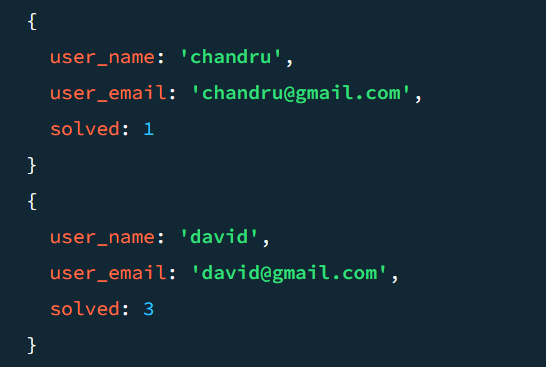 {
user_name: 'chandru',
user_email: 'chandru@gmail.com',
solved: 1
}
{
user_name: 'david',
user_email: 'david@gmail.com',
solved: 3
}